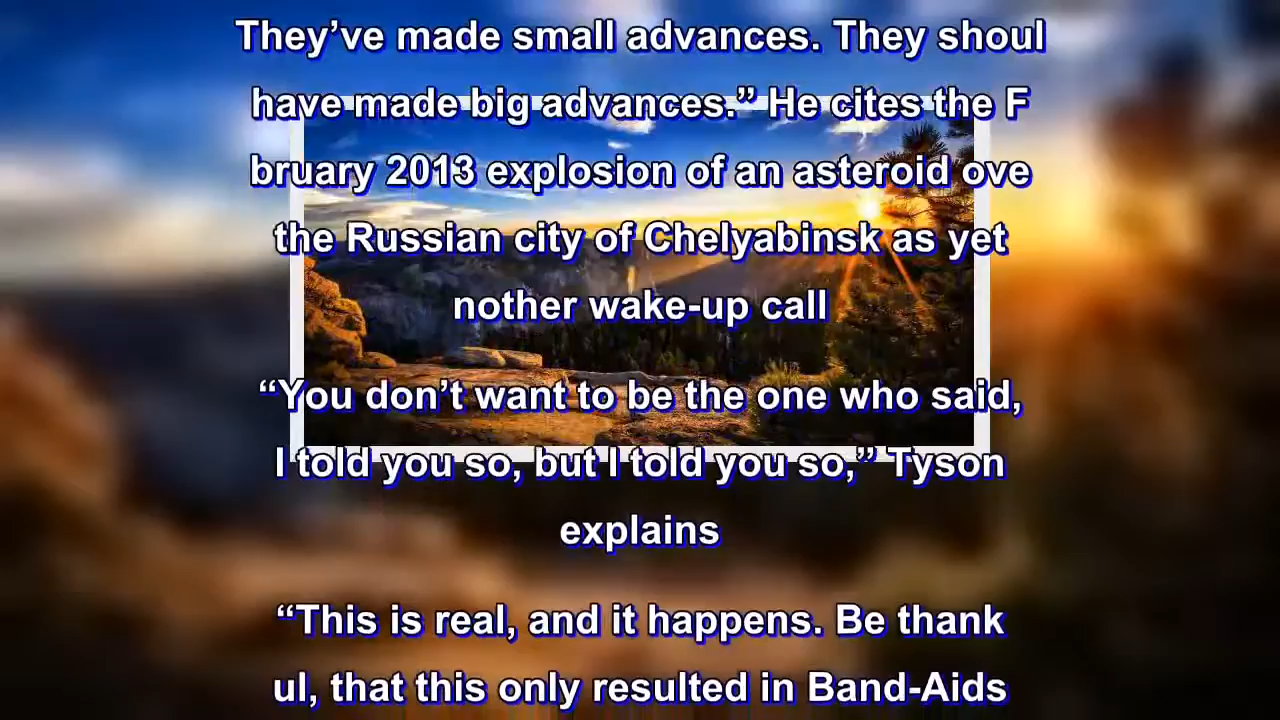 They’ve made small advances. They shoul
have made big advances.” He cites the F
bruary 2013 explosion of an asteroid ove
the Russian city of Chelyabinsk as yet
nother wake-up call
“You don’t want to be the one who said,
I told you so, but I told you so,” Tyson
explains
“This is real, and it happens. Be thank
ul, that this only resulted in Band-Aids